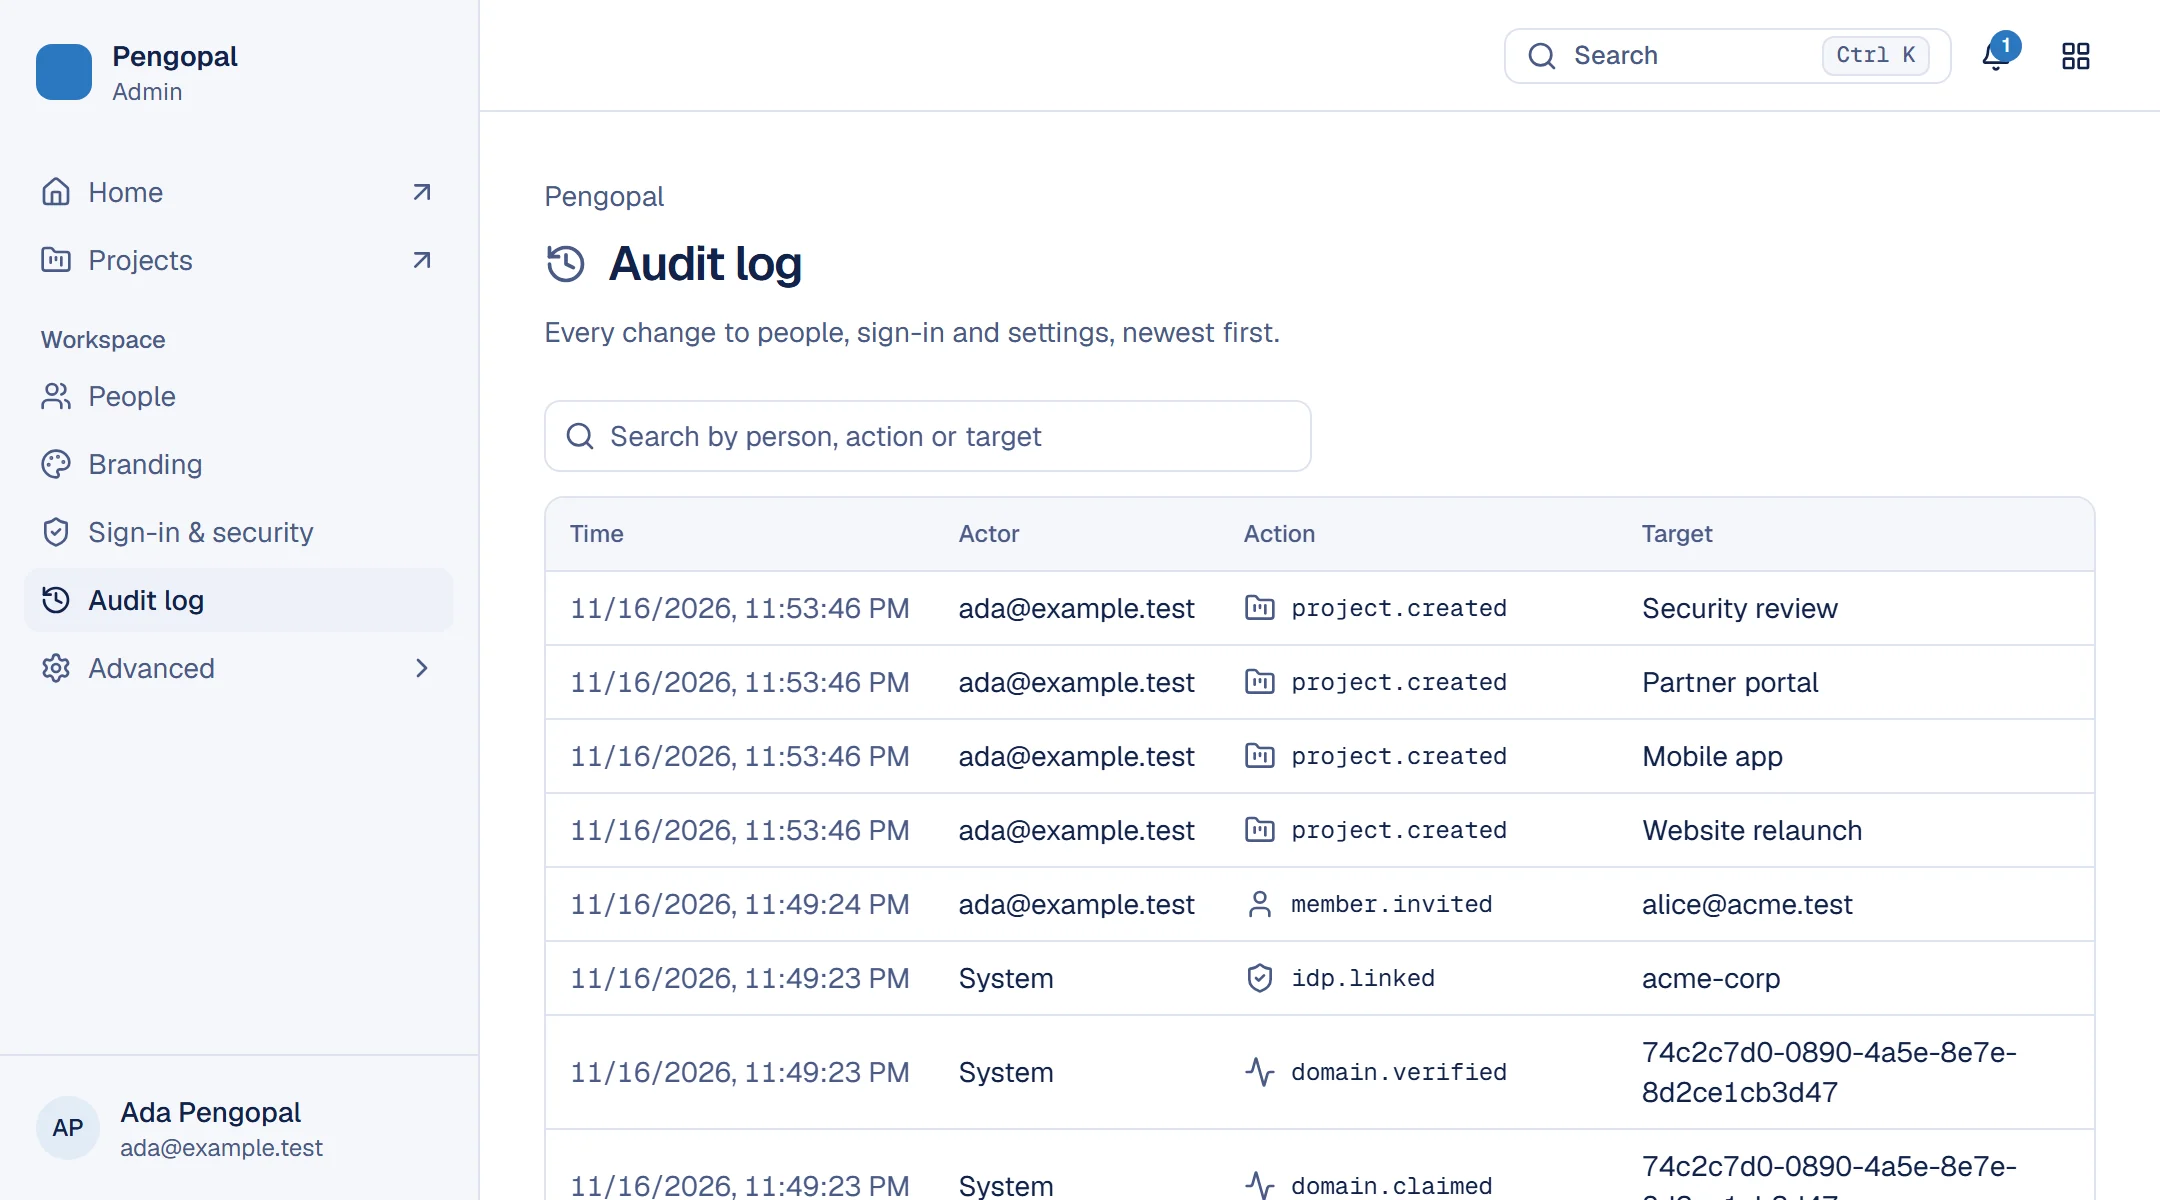 Pengopal
Admin
Home
Projects
Workspace
People
Branding
Sign-in & security
Audit log
Advanced
Ada Pengopal
AP
ada@example.test
Search
Ctrl K
1
Pengopal
Audit log
Every change to people, sign-in and settings, newest first.
Search by person, action or target
Time Actor Action Target
11/16/2026, 11:53:46 PM ada@example.test project.created Security review
11/16/2026, 11:53:46 PM ada@example.test project.created Partner portal
11/16/2026, 11:53:46 PM ada@example.test project.created Mobile app
11/16/2026, 11:53:46 PM ada@example.test project.created Website relaunch
11/16/2026, 11:49:24 PM ada@example.test member.invited alice@acme.test
11/16/2026, 11:49:23 PM System idp.linked acme-corp
11/16/2026, 11:49:23 PM System domain.verified 74c2c7d0-0890-4a5e-8e7e-
8d2ce1cb3d47
11/16/2026, 11:49:23 PM System domain.claimed 74c2c7d0-0890-4a5e-8e7e-